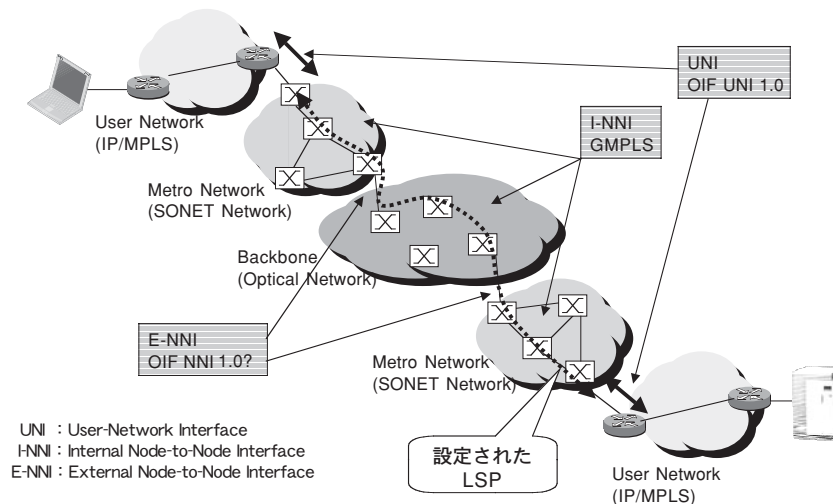 UNI
OIF UNI 1.0
User Network
(IP/MPLS)
I-NNI
GMPLS
Metro Network
(SONET Network)
Backbone
(Optical Network)
E-NNI
OIF NNI 1.0?
Metro Network
(SONET Network)
UNI : User-Network Interface
I-NNI : Internal Node-to-Node Interface
E-NNI : External Node-to-Node Interface
設定された
LSP
User Network
(IP/MPLS)